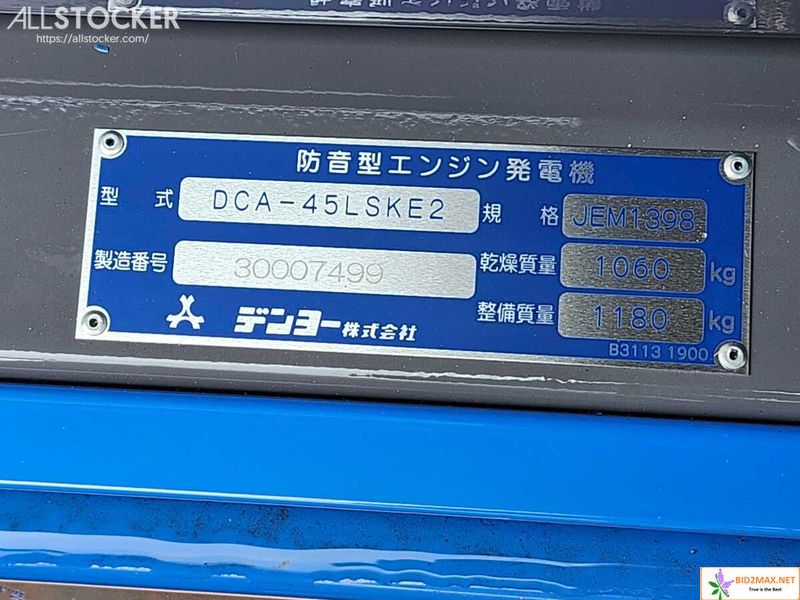 ALLSTOCKER
https://allstocker.com/
防音型エンジン発電機
型式 DCA-45LSKE2 規格 JEM1398
製造番号 30007499 乾燥質量 1060 kg
整備質量 1180 kg
デンヨー株式会社
B3113 1900
BID2MAX.NET
True is the Best